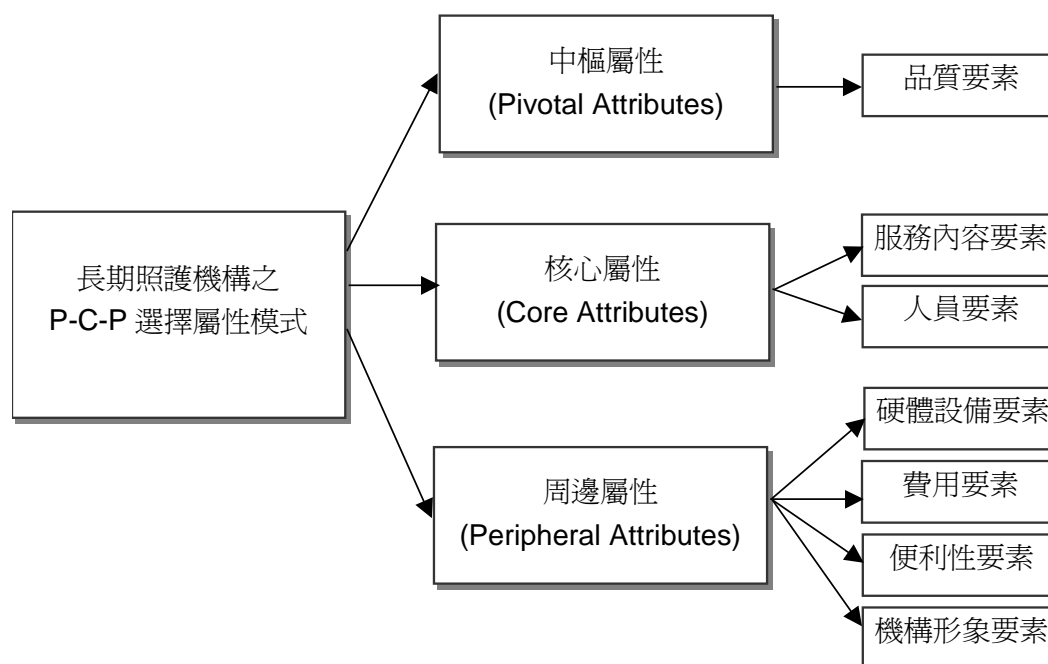 長期照護機構之
P-C-P 選擇屬性模式
中樞屬性
(Pivotal Attributes)
品質要素
核心屬性
(Core Attributes)
服務內容要素
人員要素
周邊屬性
(Peripheral Attributes)
硬體設備要素
費用要素
便利性要素
機構形象要素